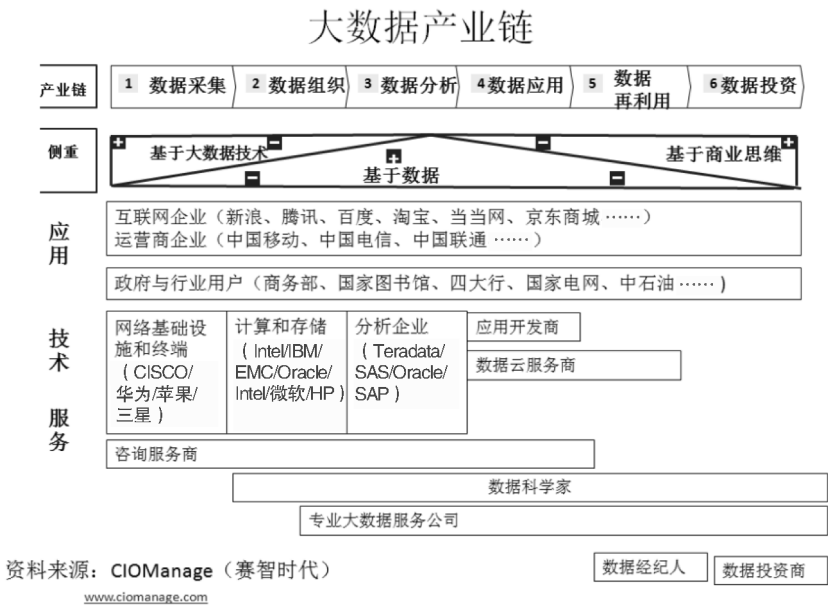 大数据产业链
产业链
1 数据采集
2 数据组织
3 数据分析
4 数据应用
5 数据
再利用
6 数据投资
侧重
基于大数据技术
基于数据
基于商业思维
应用
互联网企业（新浪、腾讯、百度、淘宝、当当网、京东商城 ……）
运营商企业（中国移动、中国电信、中国联通 ……）
政府与行业用户（商务部、国家图书馆、四大行、国家电网、中石油 ……)
技术
网络基础设
施和终端
（CISCO/
华为/苹果/
三星）
计算和存储
（Intel/IBM/
EMC/Oracle/
Intel/微软/HP）
分析企业
（Teradata/
SAS/Oracle/
SAP）
应用开发商
数据云服务商
服务
咨询服务商
数据科学家
专业大数据服务公司
数据经纪人
数据投资商
资料来源：CIOManage（赛智时代）
www.ciomanage.com